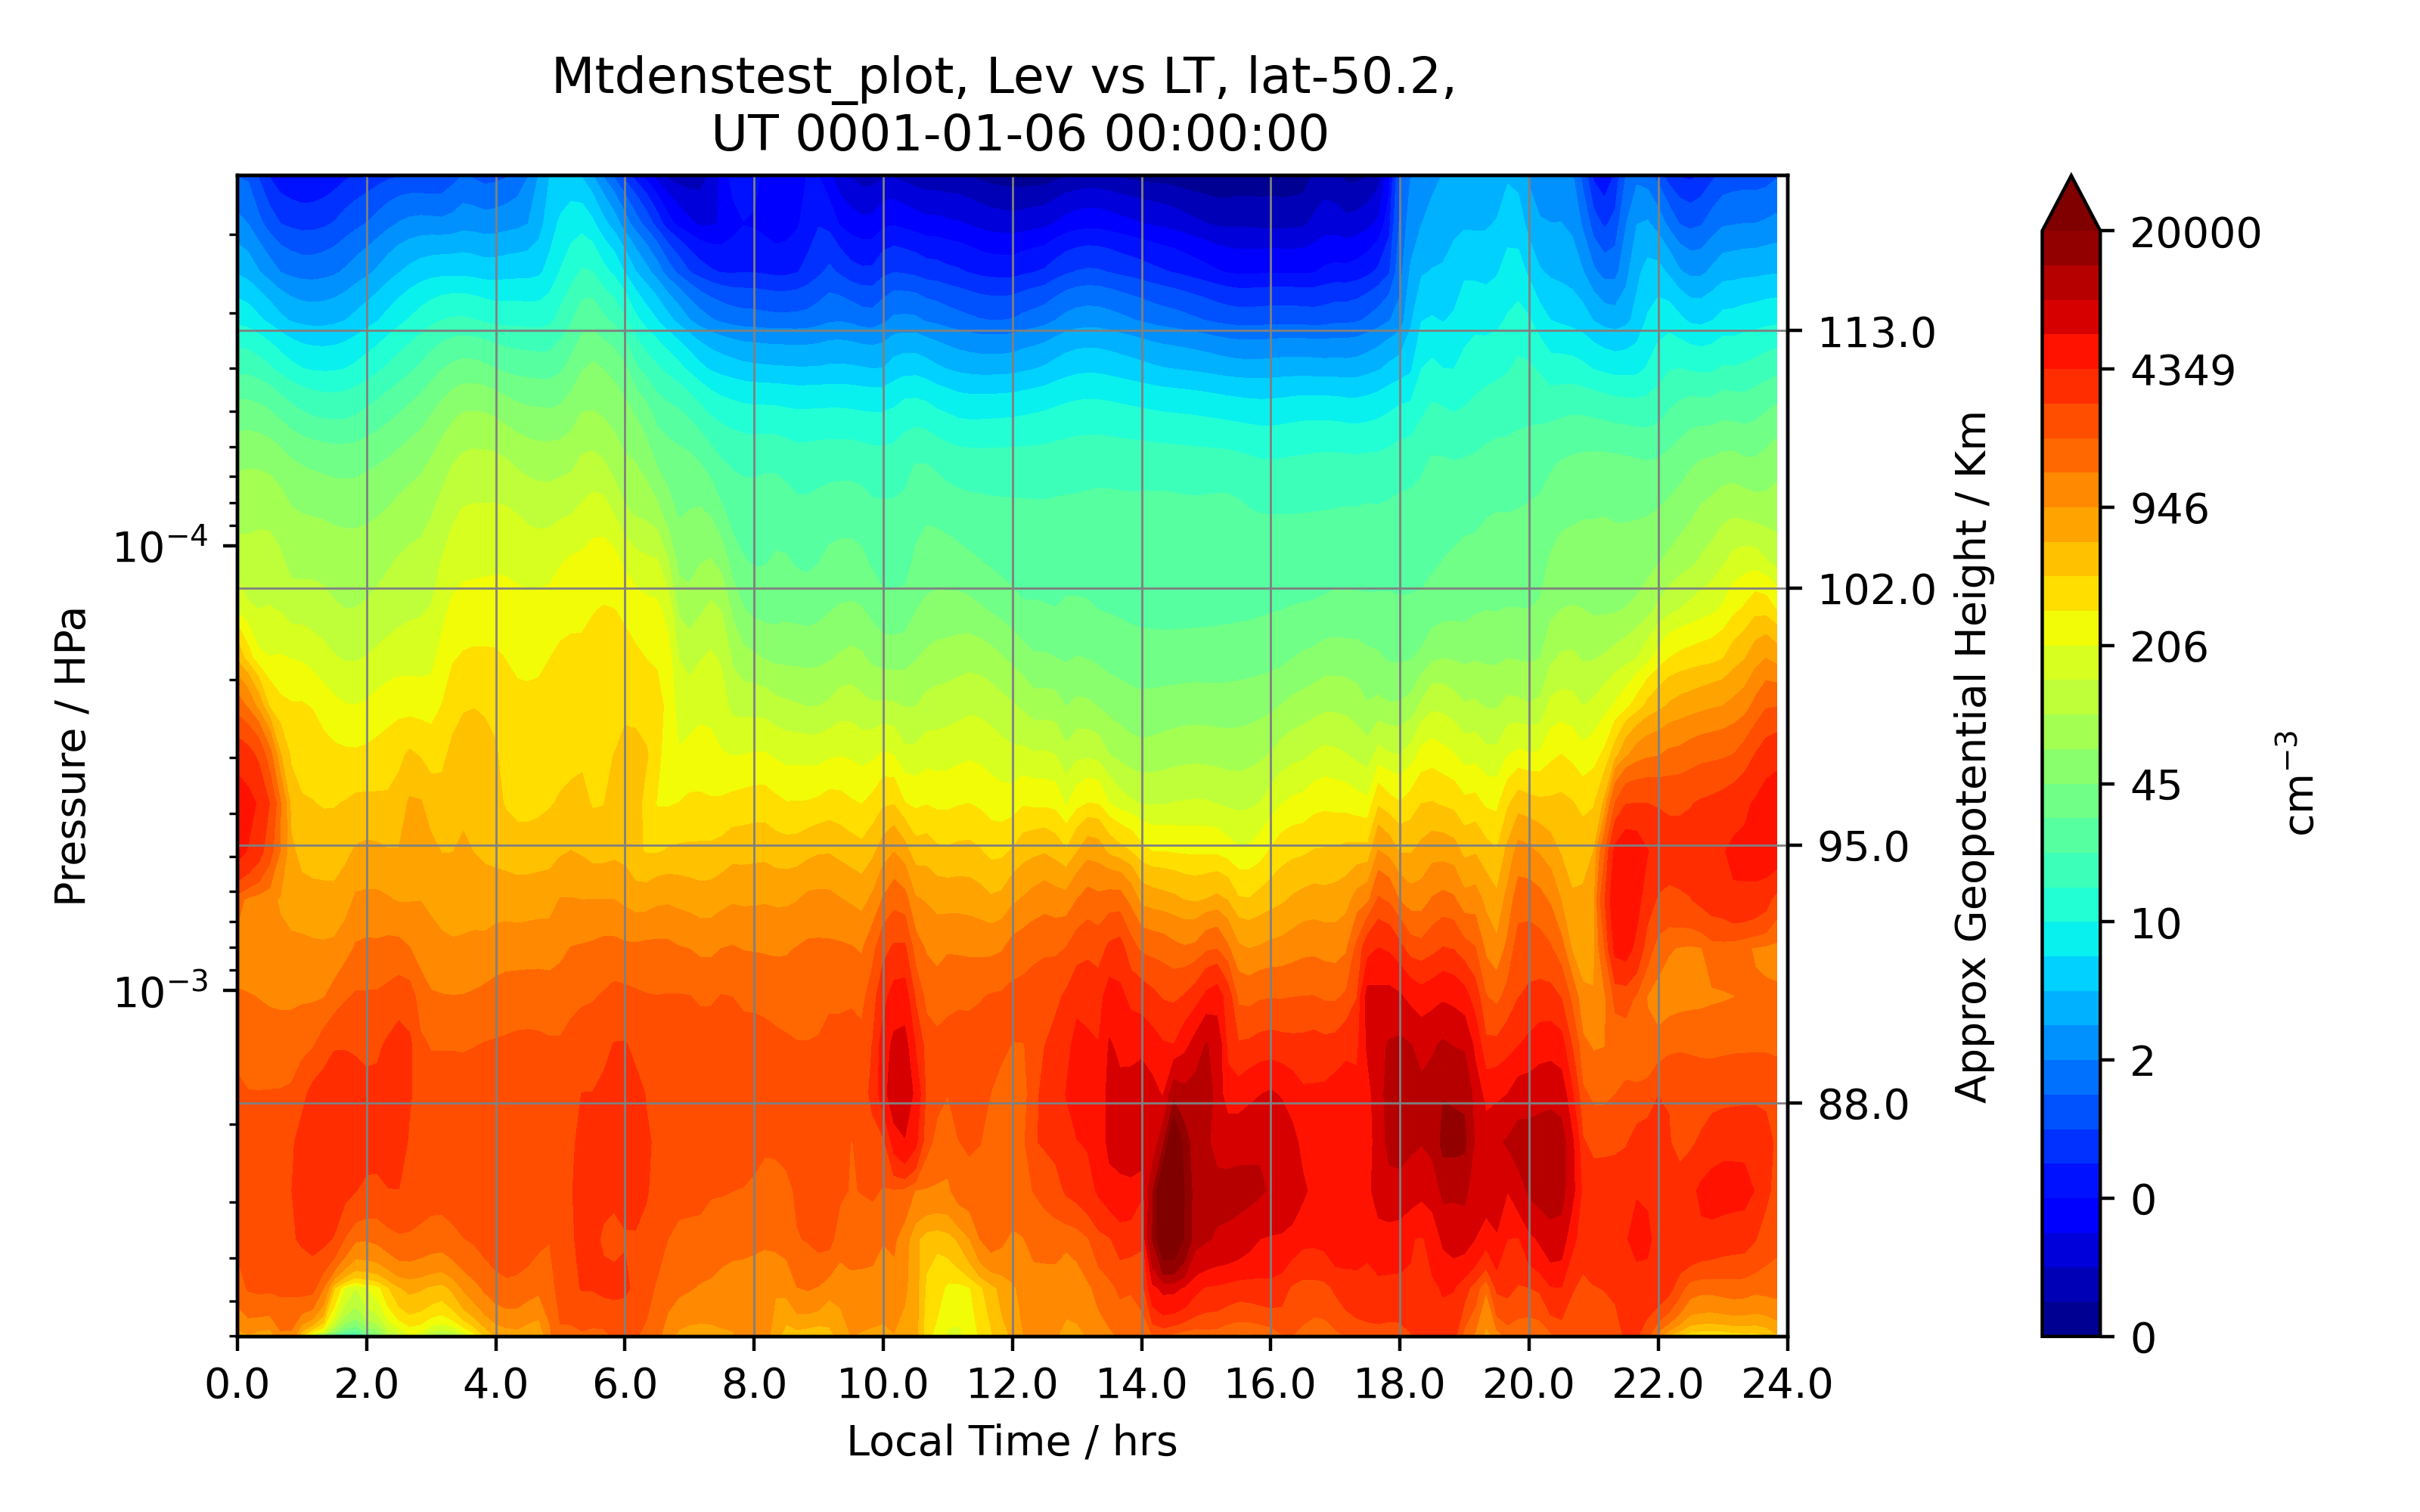 Mtdenstest_plot, Lev vs LT, lat-50.2,
UT 0001-01-06 00:00:00
Pressure / HPa
10⁻⁴
10⁻³
0.0 2.0 4.0 6.0 8.0 10.0 12.0 14.0 16.0 18.0 20.0 22.0 24.0
Local Time / hrs
113.0
102.0
95.0
88.0
Approx Geopotential Height / Km
20000
4349
946
206
45
10
2
0
0
cm⁻³